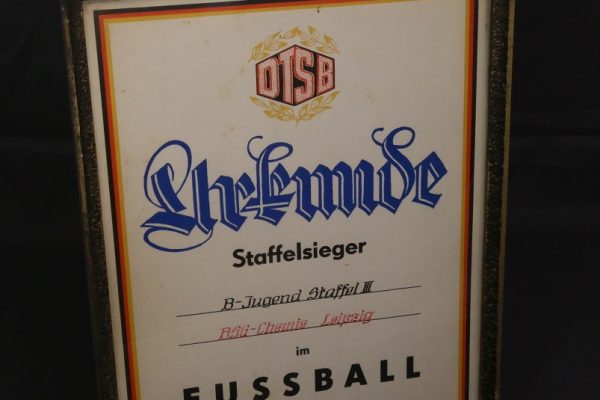 DTSB
Urkunde
Staffelsieger
B-Jugend Staffel III
BSG-Chemie Leipzig
im
FUSSBALL